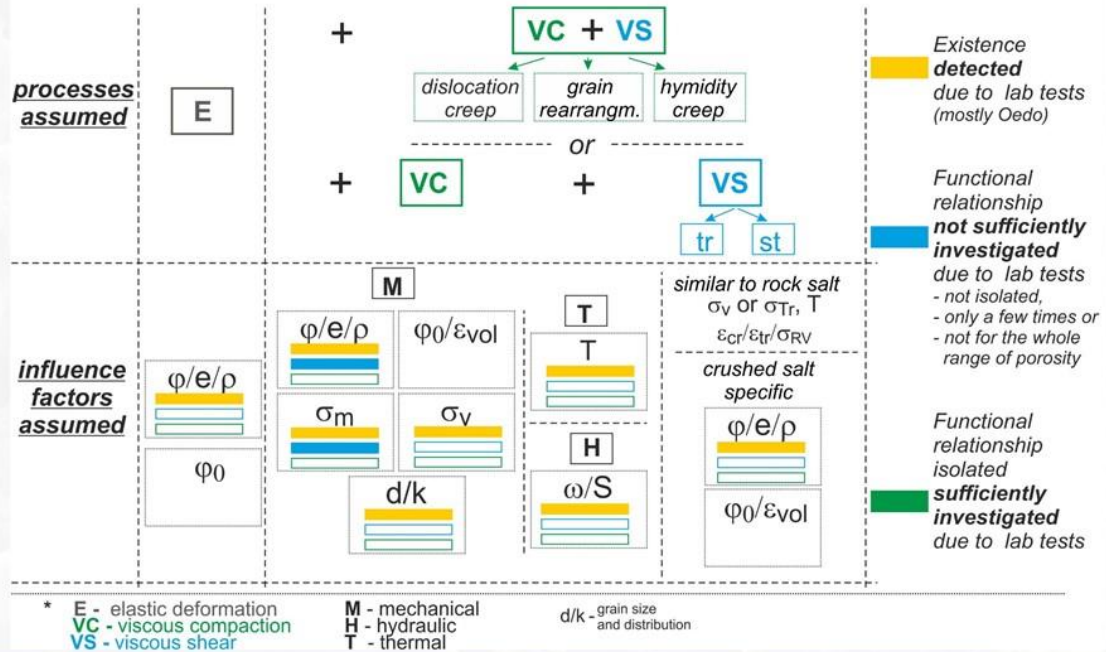 processes
assumed
E
+
VC + VS
dislocation
creep
grain
rearrangm.
hymidity
creep
or
+
VC
+
VS
tr
st
influence
factors
assumed
φ/e/ρ
φ₀
M
φ/e/ρ
φ₀/εvol
σm
σv
d/k
T
T
H
ω/S
similar to rock salt
σv or σTr, T
εcr/εtr/σRV
crushed salt
specific
φ/e/ρ
φ₀/εvol
Existence
detected
due to lab tests
(mostly Oedo)
Functional
relationship
not sufficiently
investigated
due to lab tests
- not isolated,
- only a few times or
- not for the whole
range of porosity
Functional
relationship
isolated
sufficiently
investigated
due to lab tests
* E - elastic deformation
VC - viscous compaction
VS - viscous shear
M - mechanical
H - hydraulic
T - thermal
d/k- grain size
and distribution